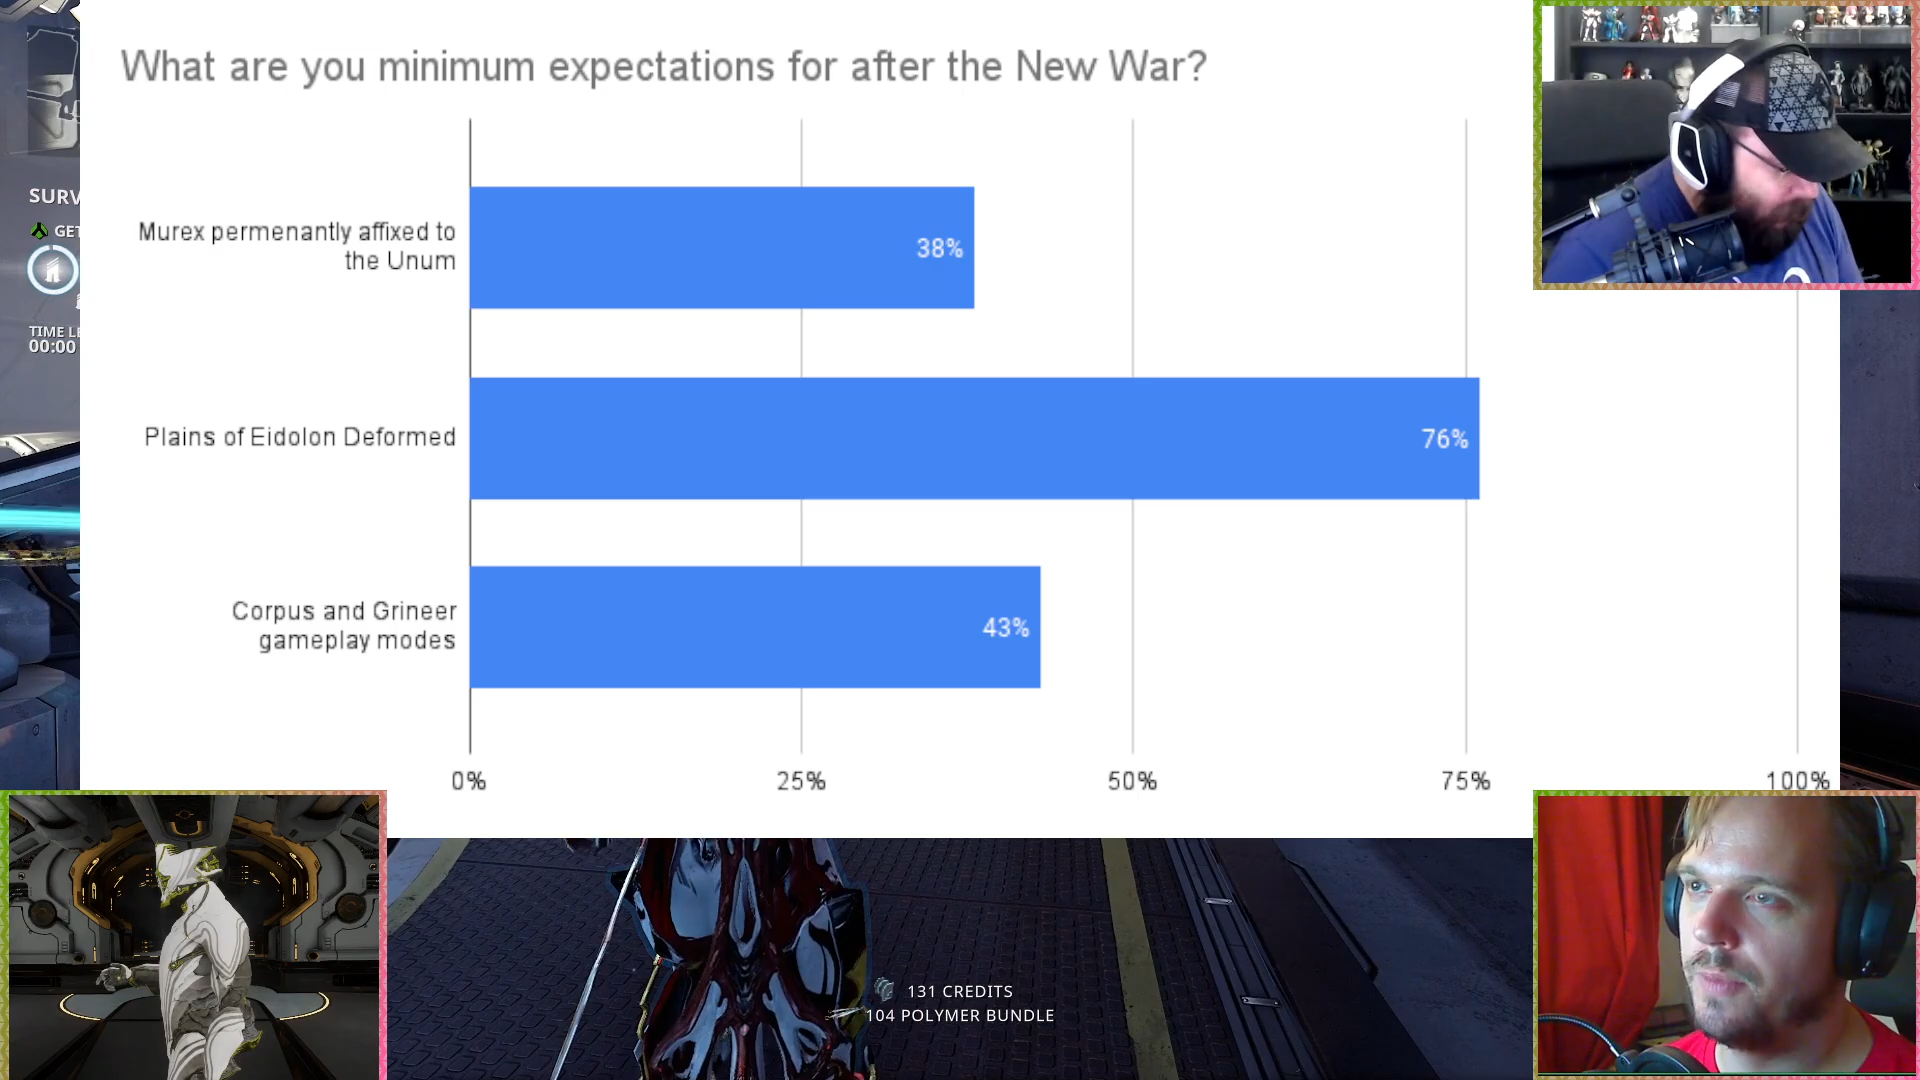 What are you minimum expectations for after the New War?
SURV
GET
TIME LE
00:00
Murex permenantly affixed to
the Unum
38%
Plains of Eidolon Deformed
76%
Corpus and Grineer
gameplay modes
43%
0%
25%
50%
75%
100%
131 CREDITS
104 POLYMER BUNDLE